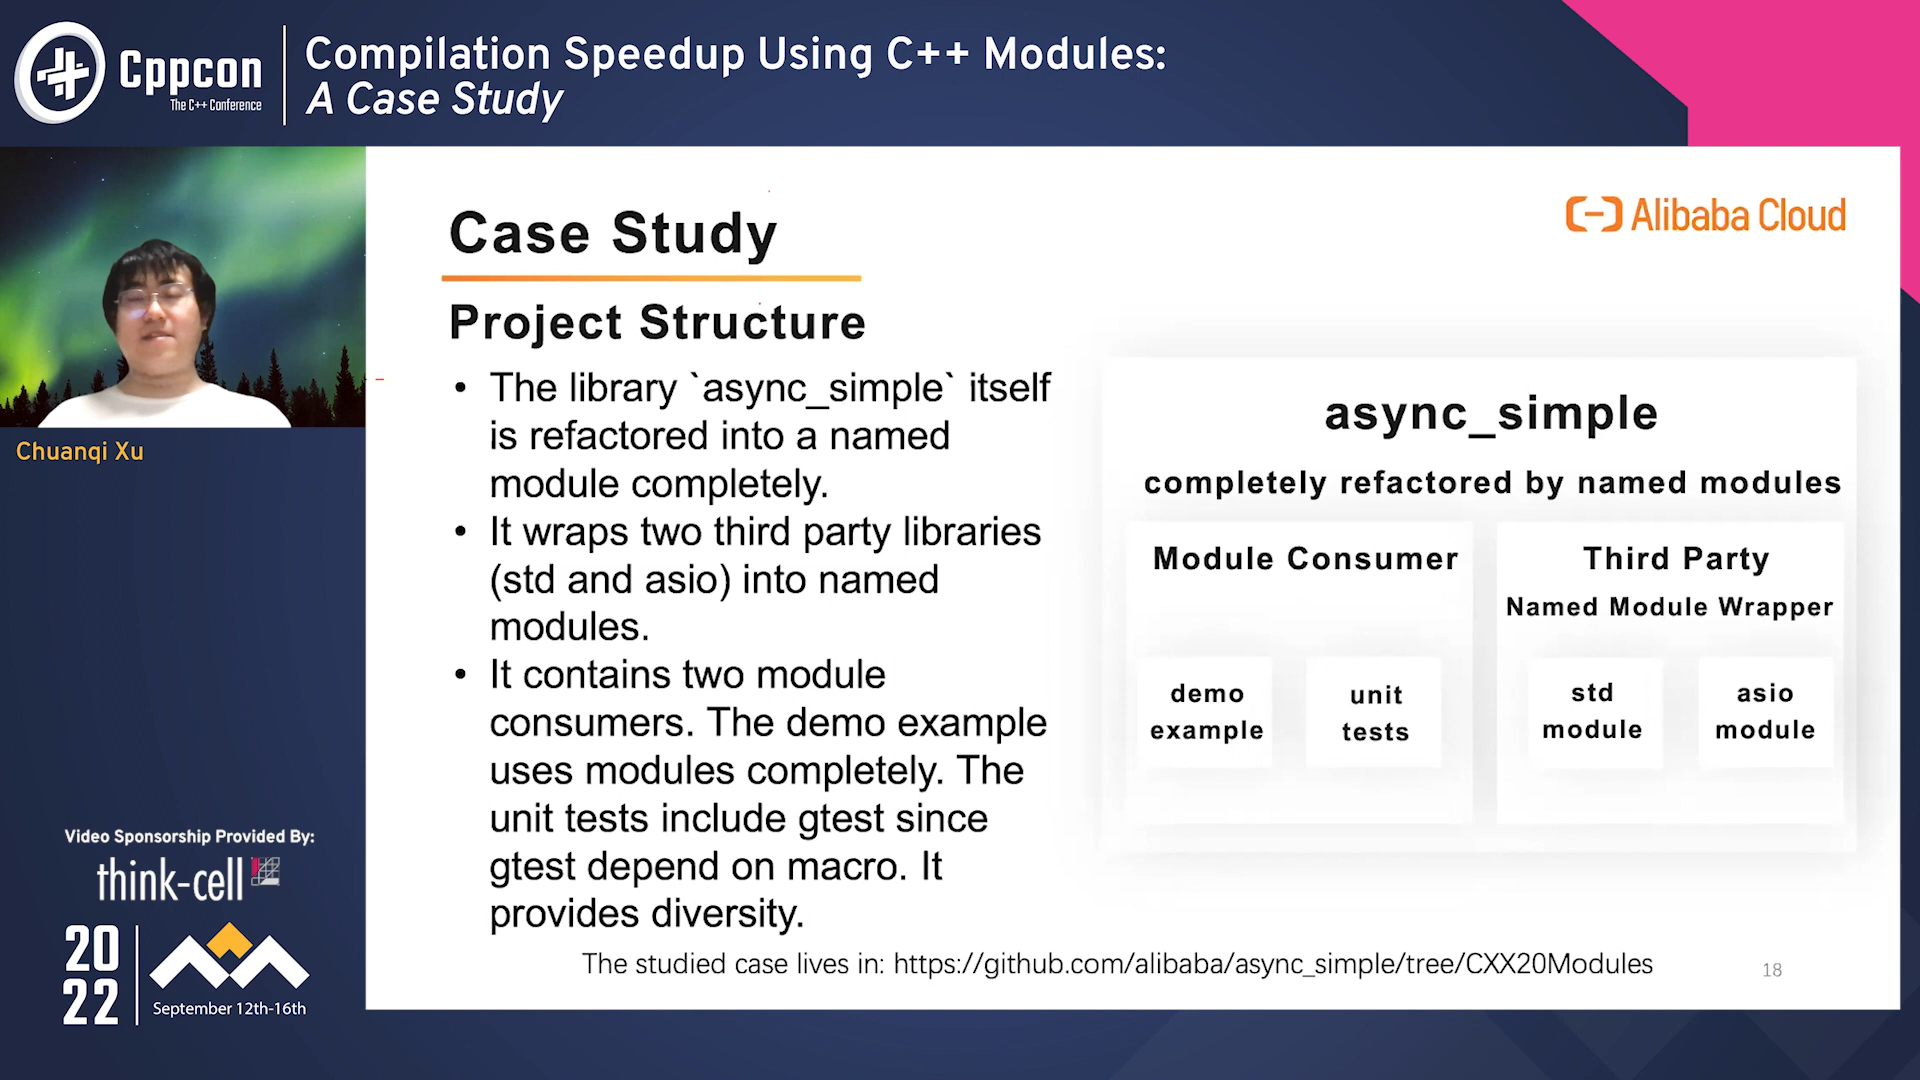 Cppcon
The C++ Conference
Compilation Speedup Using C++ Modules:
A Case Study
Chuanqi Xu
Video Sponsorship Provided By:
think-cell
20
22
September 12th-16th
Alibaba Cloud
Case Study
Project Structure
• The library `async_simple` itself
is refactored into a named
module completely.
• It wraps two third party libraries
(std and asio) into named
modules.
• It contains two module
consumers. The demo example
uses modules completely. The
unit tests include gtest since
gtest depend on macro. It
provides diversity.
async_simple
completely refactored by named modules
Module Consumer
demo
example
unit
tests
Third Party
Named Module Wrapper
std
module
asio
module
The studied case lives in: https://github.com/alibaba/async_simple/tree/CXX20Modules
18